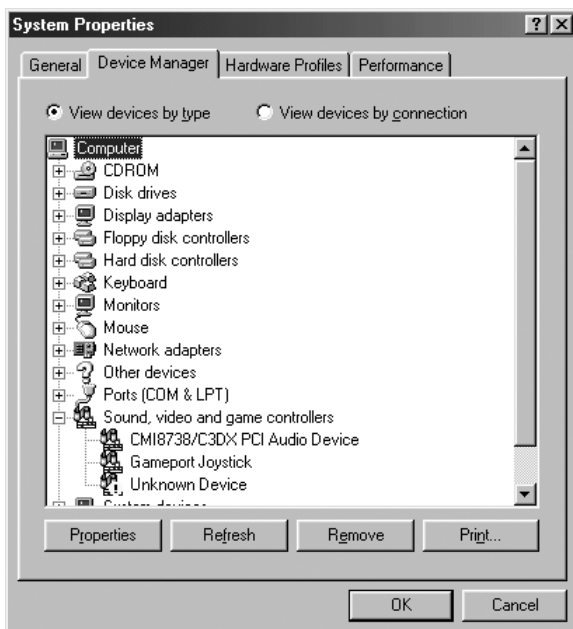 System Properties
General Device Manager Hardware Profiles Performance
View devices by type View devices by connection
Computer
CDROM
Disk drives
Display adapters
Floppy disk controllers
Hard disk controllers
Keyboard
Monitors
Mouse
Network adapters
Other devices
Ports (COM & LPT)
Sound, video and game controllers
CMI8738/C3DX PCI Audio Device
Gameport Joystick
Unknown Device
System devices
Properties Refresh Remove Print...
OK Cancel